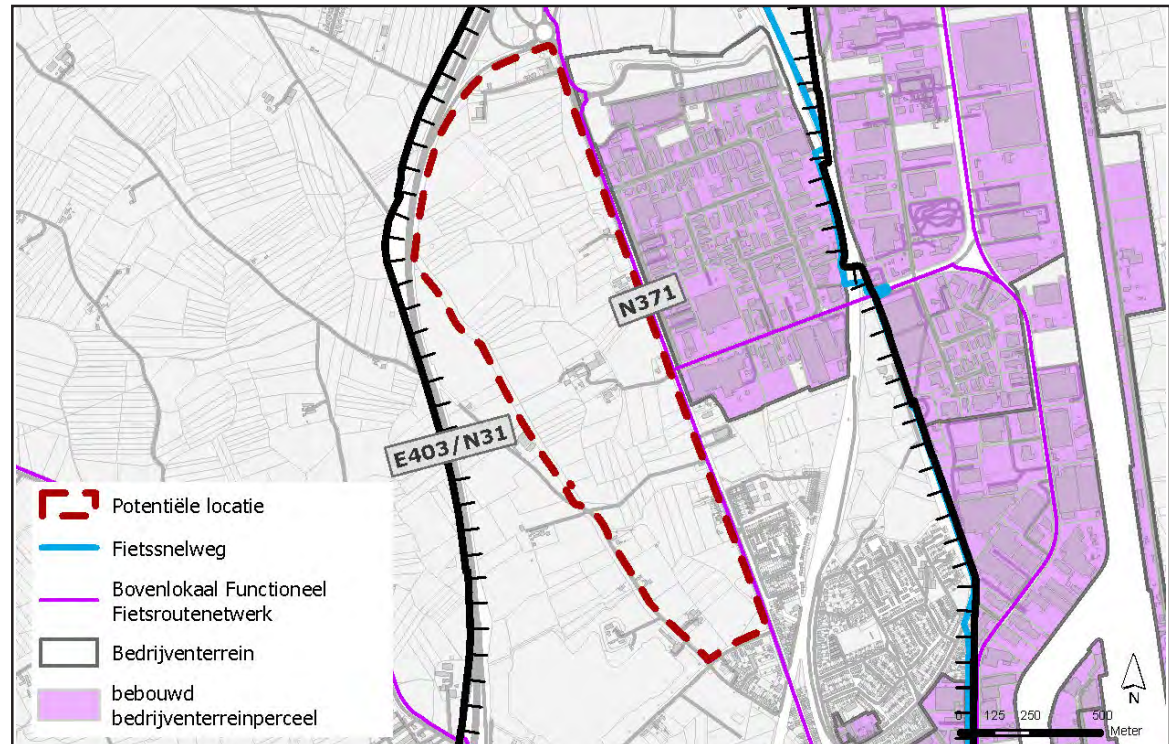 N371
E403/N31
Potentiële locatie
Fietssnelweg
Bovenlokaal Functioneel
Fietsroutenetwerk
Bedrijventerrein
bebouwd
bedrijventerreinperceel
N
0 125 250 500
Meter